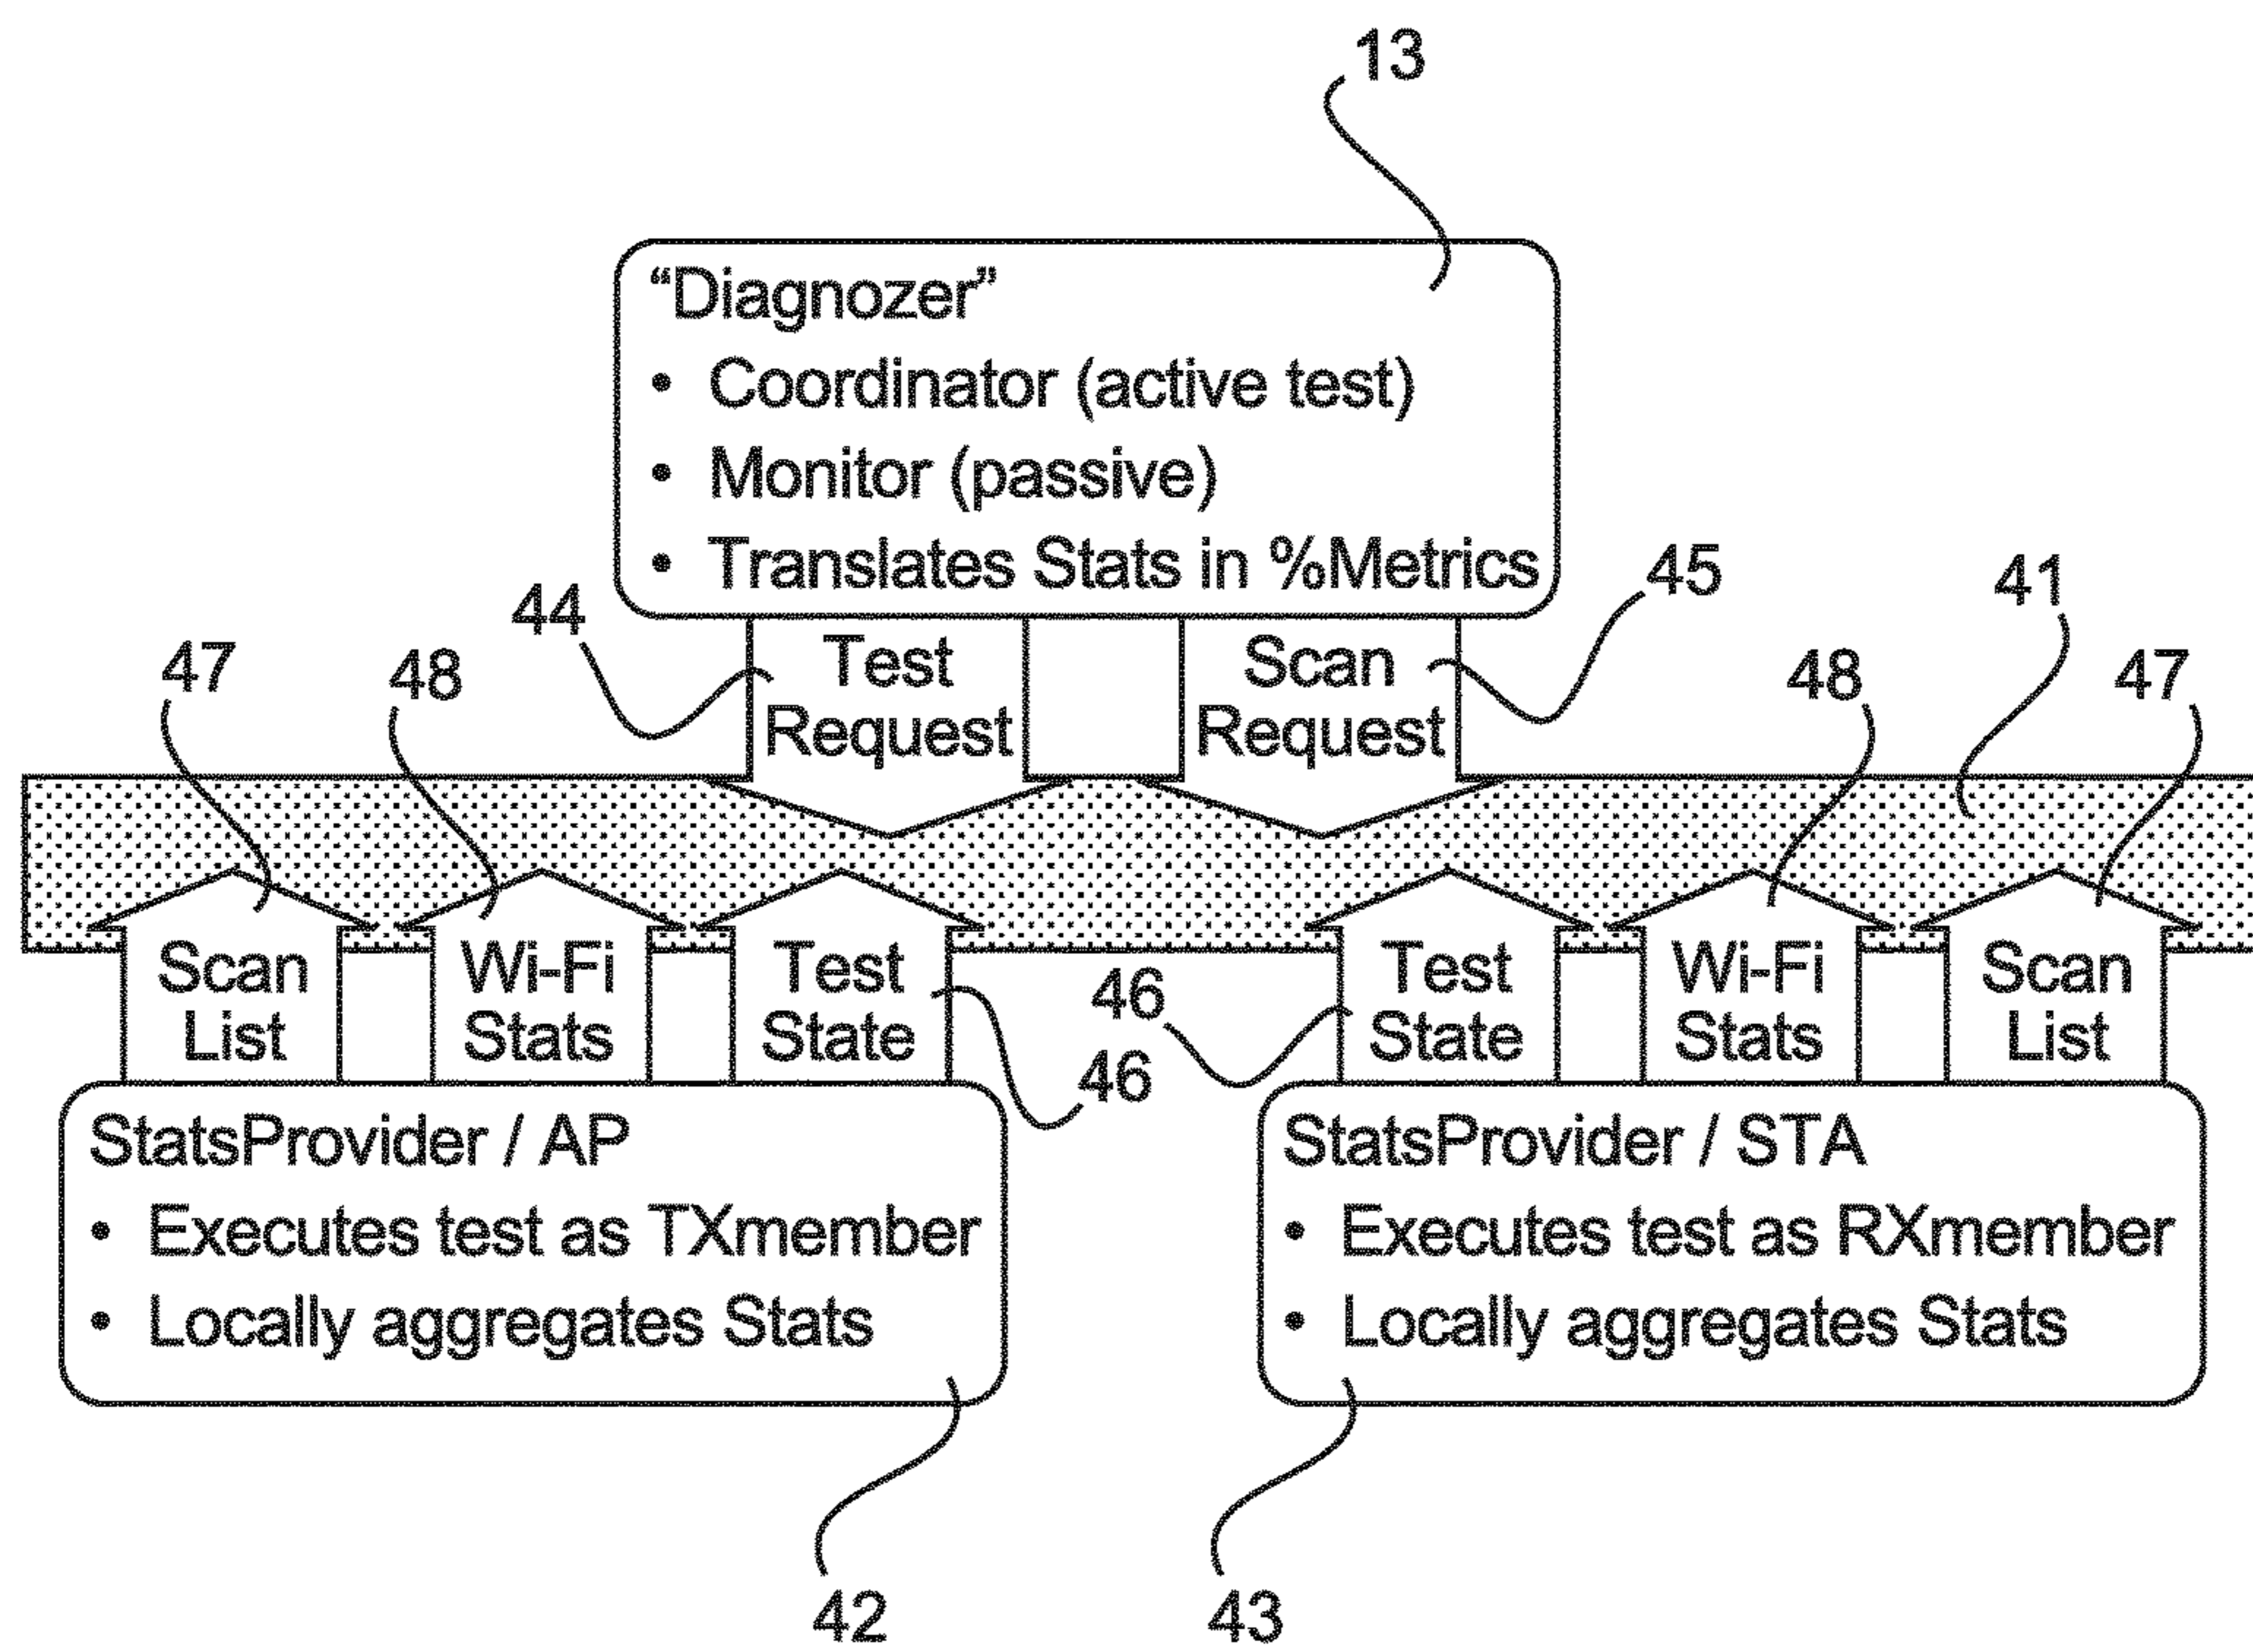 13
“Diagnozer”
• Coordinator (active test)
• Monitor (passive)
• Translates Stats in %Metrics
44
45
41
47
48
48
47
Test
Request
Scan
Request
Scan
List
Wi-Fi
Stats
Test
State
46
46
Test
State
Wi-Fi
Stats
Scan
List
StatsProvider / AP
• Executes test as TXmember
• Locally aggregates Stats
StatsProvider / STA
• Executes test as RXmember
• Locally aggregates Stats
42
43